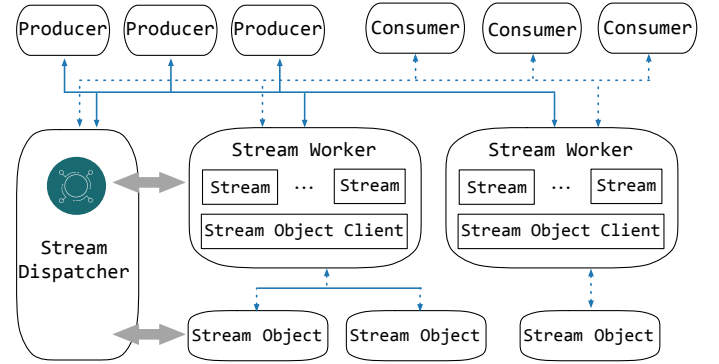 Producer Producer Producer Consumer Consumer Consumer
Stream Worker Stream Worker
Stream ... Stream Stream ... Stream
Stream Object Client Stream Object Client
Stream
Dispatcher
Stream Object Stream Object Stream Object